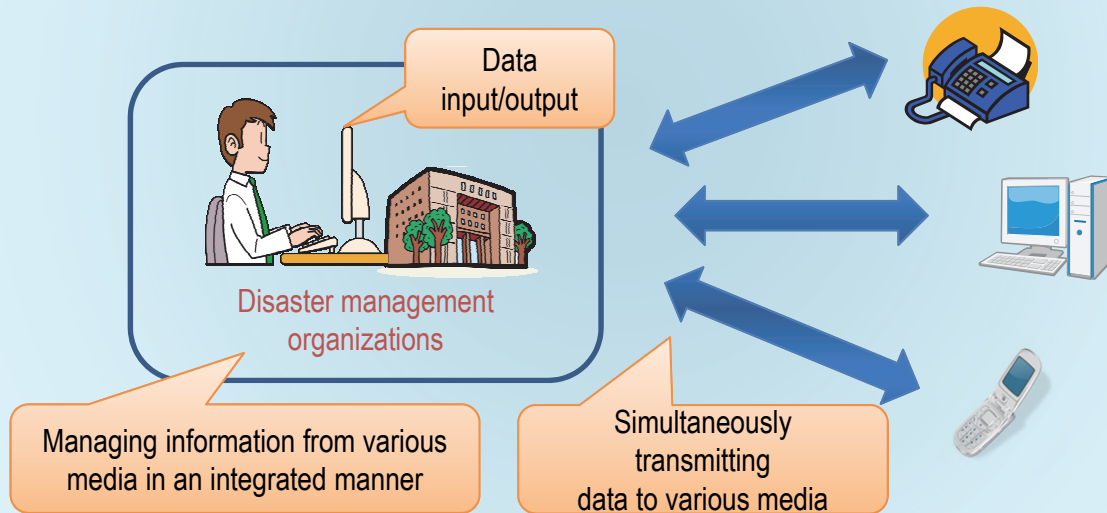 Data
input/output
Disaster management
organizations
Managing information from various
media in an integrated manner
Simultaneously
transmitting
data to various media